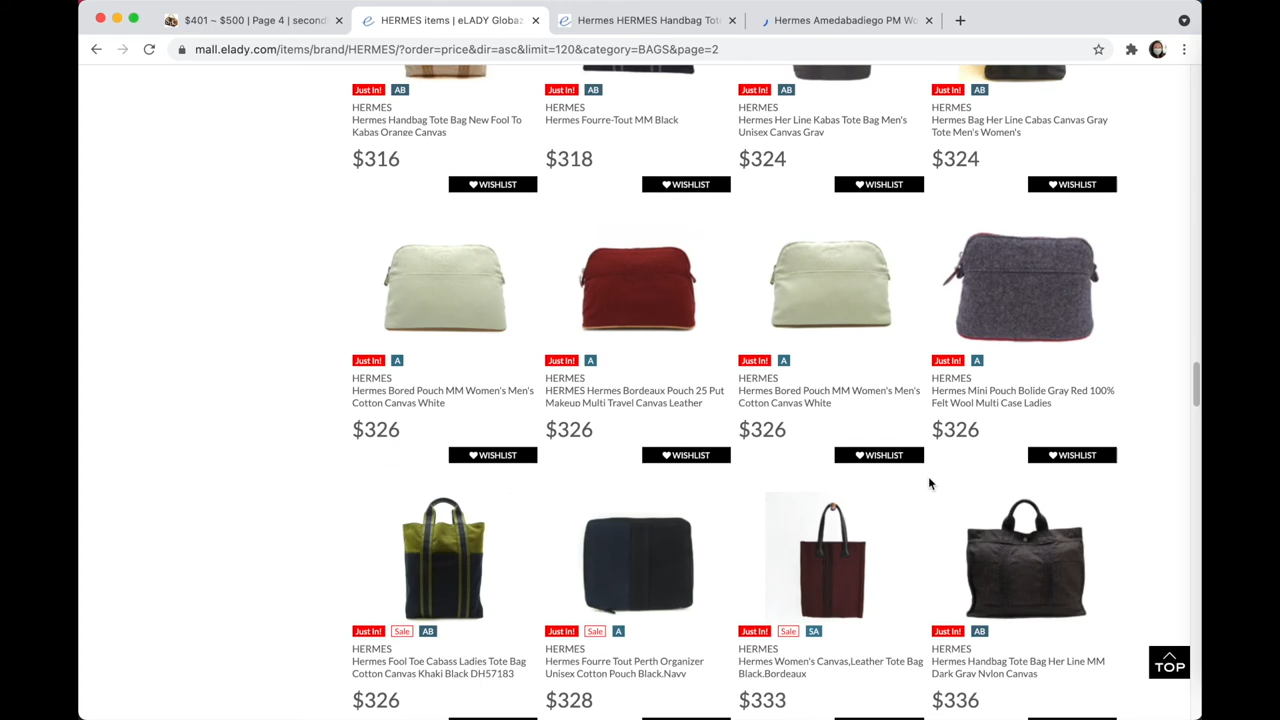 $401 ~ $500 | Page 4 | second
HERMES items | eLADY Globaz
Hermes HERMES Handbag Tot
Hermes Amedabadiego PM Wo
mall.elady.com/items/brand/HERMES/?order=price&dir=asc&limit=120&category=BAGS&page=2
Just In! AB
HERMES
Hermes Handbag Tote Bag New Fool To
Kabas Orange Canvas
$316
WISHLIST
Just In! AB
HERMES
Hermes Fourre-Tout MM Black
$318
WISHLIST
Just In! AB
HERMES
Hermes Her Line Kabas Tote Bag Men's
Unisex Canvas Gray
$324
WISHLIST
Just In! AB
HERMES
Hermes Bag Her Line Cabas Canvas Gray
Tote Men's Women's
$324
WISHLIST
Just In! A
HERMES
Hermes Bored Pouch MM Women's Men's
Cotton Canvas White
$326
WISHLIST
Just In! A
HERMES
HERMES Hermes Bordeaux Pouch 25 Put
Makeup Multi Travel Canvas Leather
$326
WISHLIST
Just In! A
HERMES
Hermes Bored Pouch MM Women's Men's
Cotton Canvas White
$326
WISHLIST
Just In! A
HERMES
Hermes Mini Pouch Bolide Gray Red 100%
Felt Wool Multi Case Ladies
$326
WISHLIST
Just In! Sale AB
HERMES
Hermes Fool Toe Cabass Ladies Tote Bag
Cotton Canvas Khaki Black DH57183
$326
Just In! Sale A
HERMES
Hermes Fourre Tout Perth Organizer
Unisex Cotton Pouch Black,Navy
$328
Just In! Sale SA
HERMES
Hermes Women's Canvas,Leather Tote Bag
Black,Bordeaux
$333
Just In! AB
HERMES
Hermes Handbag Tote Bag Her Line MM
Dark Gray Nylon Canvas
$336
TOP